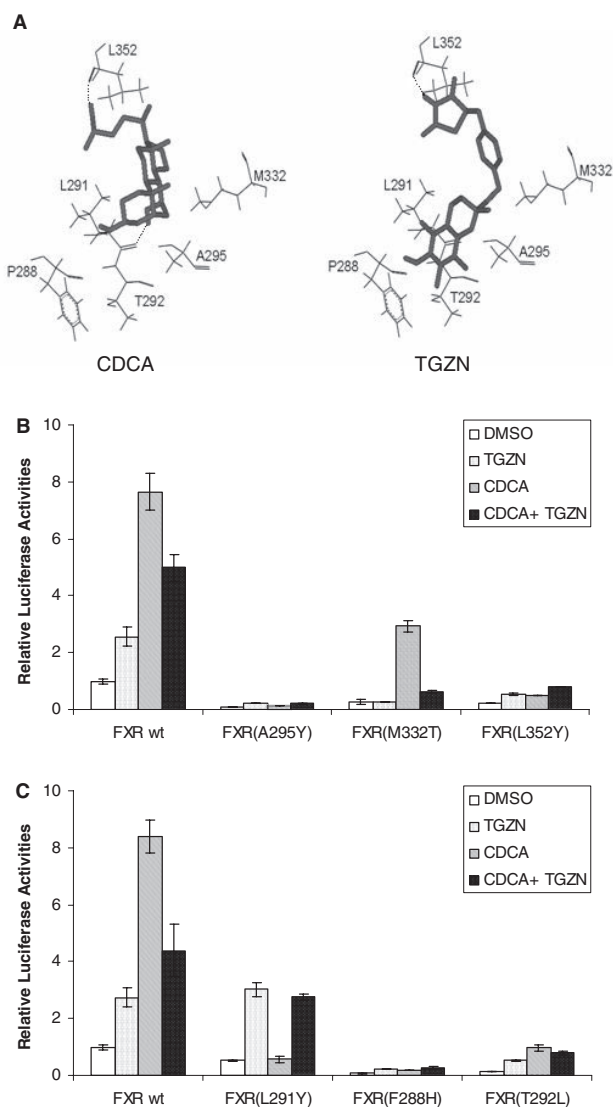 A
L352
L291
M332
A295
P288
T292
CDCA
L352
L291
M332
A295
P288
T292
TGZN
B
10
8
6
4
2
0
Relative Luciferase Activities
DMSO
TGZN
CDCA
CDCA+ TGZN
FXR wt
FXR(A295Y)
FXR(M332T)
FXR(L352Y)
C
10
8
6
4
2
0
Relative Luciferase Activities
DMSO
TGZN
CDCA
CDCA+ TGZN
FXR wt
FXR(L291Y)
FXR(F288H)
FXR(T292L)